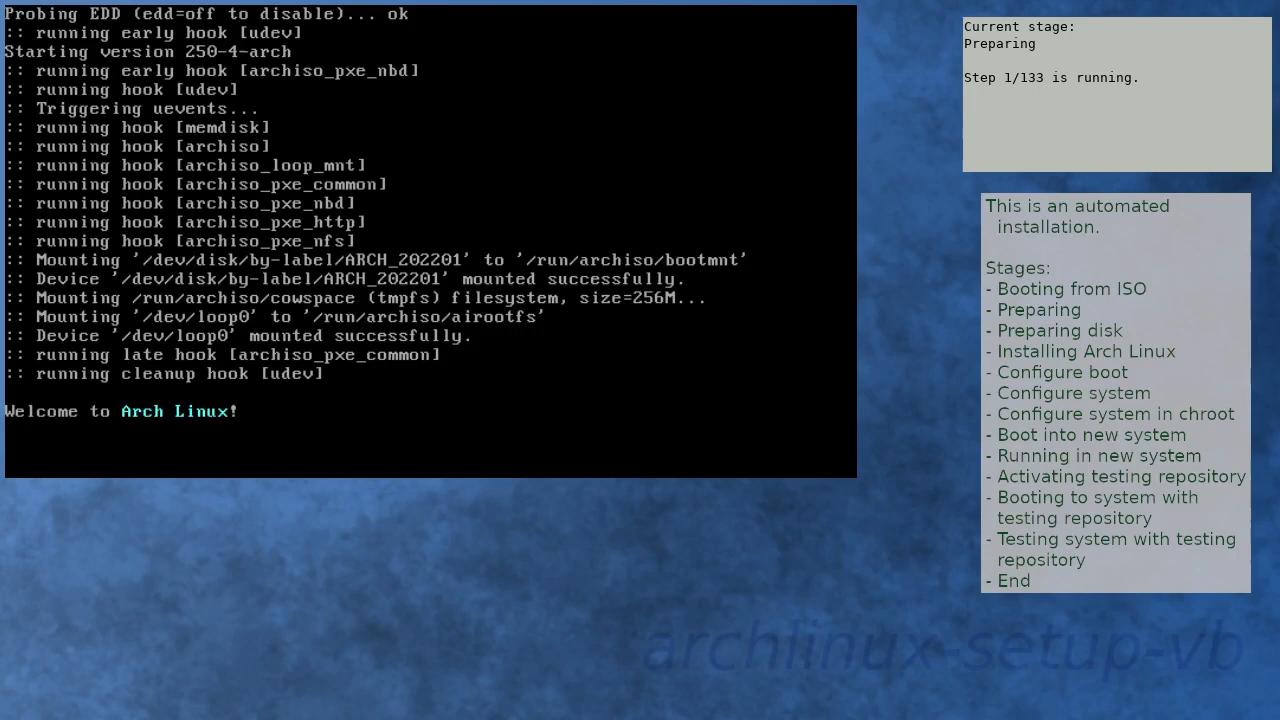 Probing EDD (edd=off to disable)... ok
:: running early hook [udev]
Starting version 250-4-arch
:: running early hook [archiso_pxe_nbd]
:: running hook [udev]
:: Triggering uevents...
:: running hook [memdisk]
:: running hook [archiso]
:: running hook [archiso_loop_mnt]
:: running hook [archiso_pxe_common]
:: running hook [archiso_pxe_nbd]
:: running hook [archiso_pxe_http]
:: running hook [archiso_pxe_nfs]
:: Mounting '/dev/disk/by-label/ARCH_202201' to '/run/archiso/bootmnt'
:: Device '/dev/disk/by-label/ARCH_202201' mounted successfully.
:: Mounting /run/archiso/cowspace (tmpfs) filesystem, size=256M...
:: Mounting '/dev/loop0' to '/run/archiso/airootfs'
:: Device '/dev/loop0' mounted successfully.
:: running late hook [archiso_pxe_common]
:: running cleanup hook [udev]
Welcome to Arch Linux!
Current stage:
Preparing
Step 1/133 is running.
This is an automated
installation.
Stages:
- Booting from ISO
- Preparing
- Preparing disk
- Installing Arch Linux
- Configure boot
- Configure system
- Configure system in chroot
- Boot into new system
- Running in new system
- Activating testing repository
- Booting to system with
testing repository
- Testing system with testing
repository
- End
archlinux-setup-vb